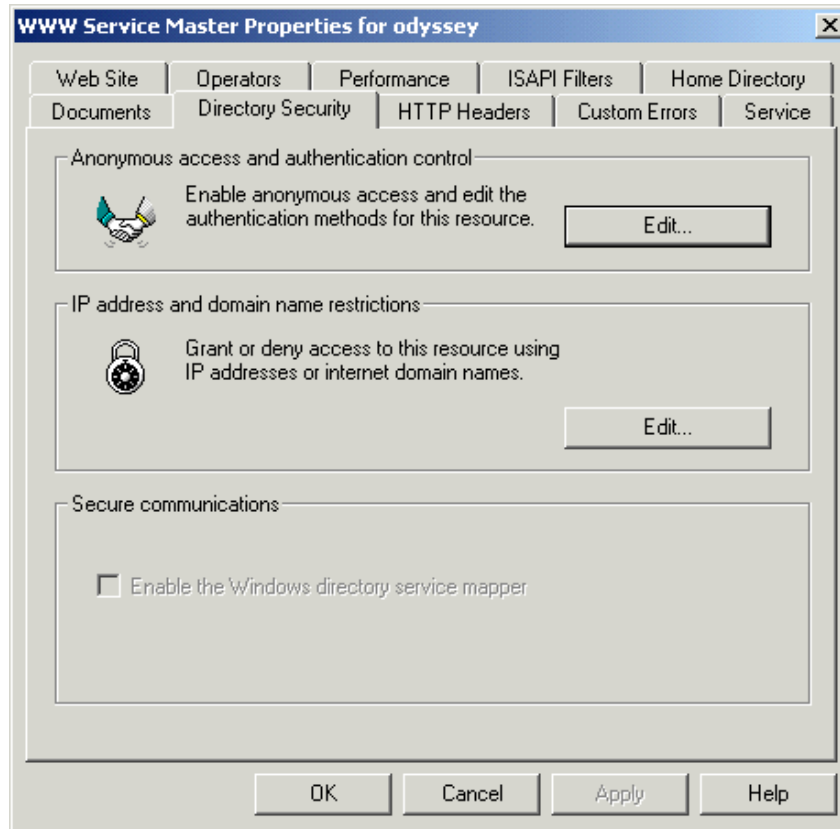 WWW Service Master Properties for odyssey
Web Site
Operators
Performance
ISAPI Filters
Home Directory
Documents
Directory Security
HTTP Headers
Custom Errors
Service
Anonymous access and authentication control
Enable anonymous access and edit the
authentication methods for this resource.
Edit...
IP address and domain name restrictions
Grant or deny access to this resource using
IP addresses or internet domain names.
Edit...
Secure communications
Enable the Windows directory service mapper
OK
Cancel
Apply
Help